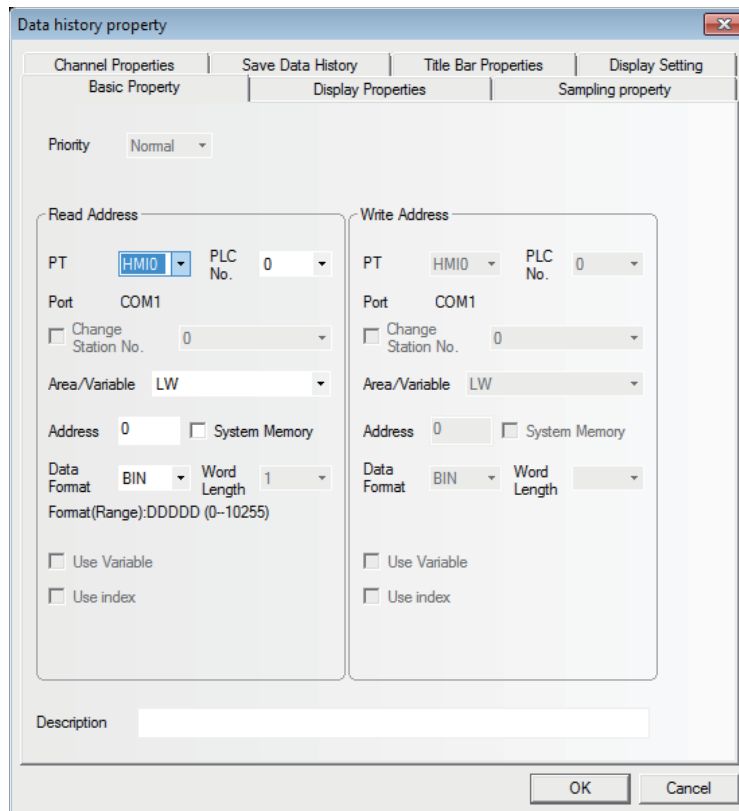 Data history property
Channel Properties Save Data History Title Bar Properties Display Setting
Basic Property Display Properties Sampling property
Priority Normal
Read Address Write Address
PT HMI0 PLC No. 0 PT HMI0 PLC No. 0
Port COM1 Port COM1
Change Station No. 0 Change Station No. 0
Area/Variable LW Area/Variable LW
Address 0 System Memory Address 0 System Memory
Data Format BIN Word Length 1 Data Format BIN Word Length
Format(Range):DDDDD (0--10255)
Use Variable Use Variable
Use index Use index
Description
OK Cancel